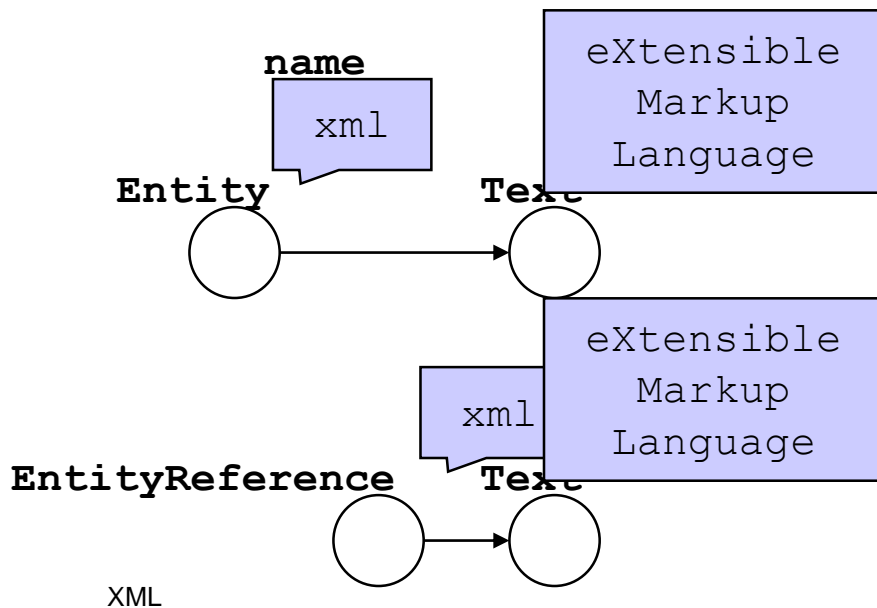 eXtensible
Markup
Language
name
xml
Entity
Text
eXtensible
Markup
Language
xml
EntityReference
Text
XML